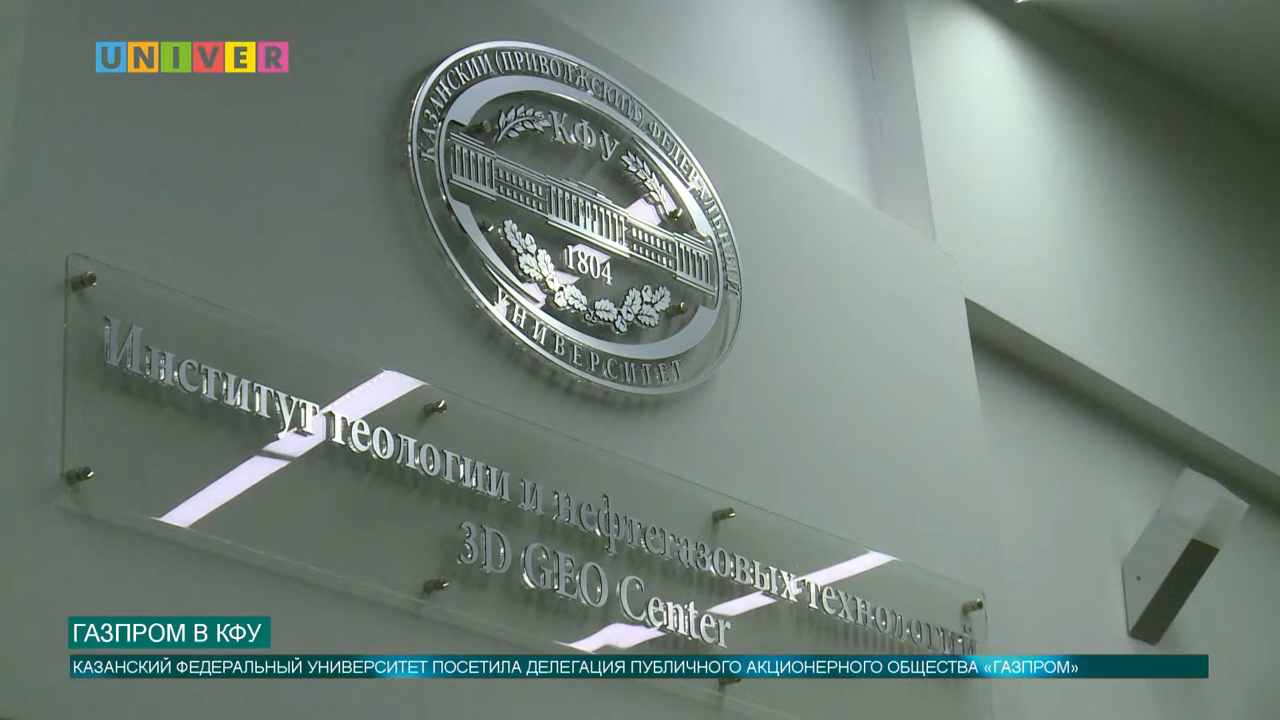 UNIVER
КАЗАНСКИЙ (ПРИВОЛЖСКИЙ) ФЕДЕРАЛЬНЫЙ
КФУ
1804
УНИВЕРСИТЕТ
Институт геологии и нефтегазовых технологий
3D GEO Center
ГАЗПРОМ В КФУ
КАЗАНСКИЙ ФЕДЕРАЛЬНЫЙ УНИВЕРСИТЕТ ПОСЕТИЛА ДЕЛЕГАЦИЯ ПУБЛИЧНОГО АКЦИОНЕРНОГО ОБЩЕСТВА «ГАЗПРОМ»